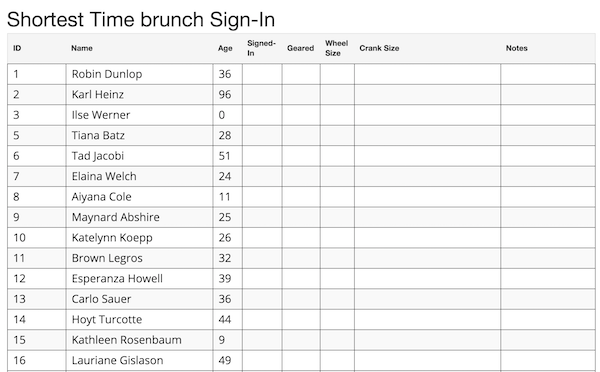 Shortest Time brunch Sign-In
ID Name Age Signed-In Geared Wheel Size Crank Size Notes
1 Robin Dunlop 36
2 Karl Heinz 96
3 Ilse Werner 0
5 Tiana Batz 28
6 Tad Jacobi 51
7 Elaina Welch 24
8 Aiyana Cole 11
9 Maynard Abshire 25
10 Katelynn Koepp 26
11 Brown Legros 32
12 Esperanza Howell 39
13 Carlo Sauer 36
14 Hoyt Turcotte 44
15 Kathleen Rosenbaum 9
16 Lauriane Gislason 49